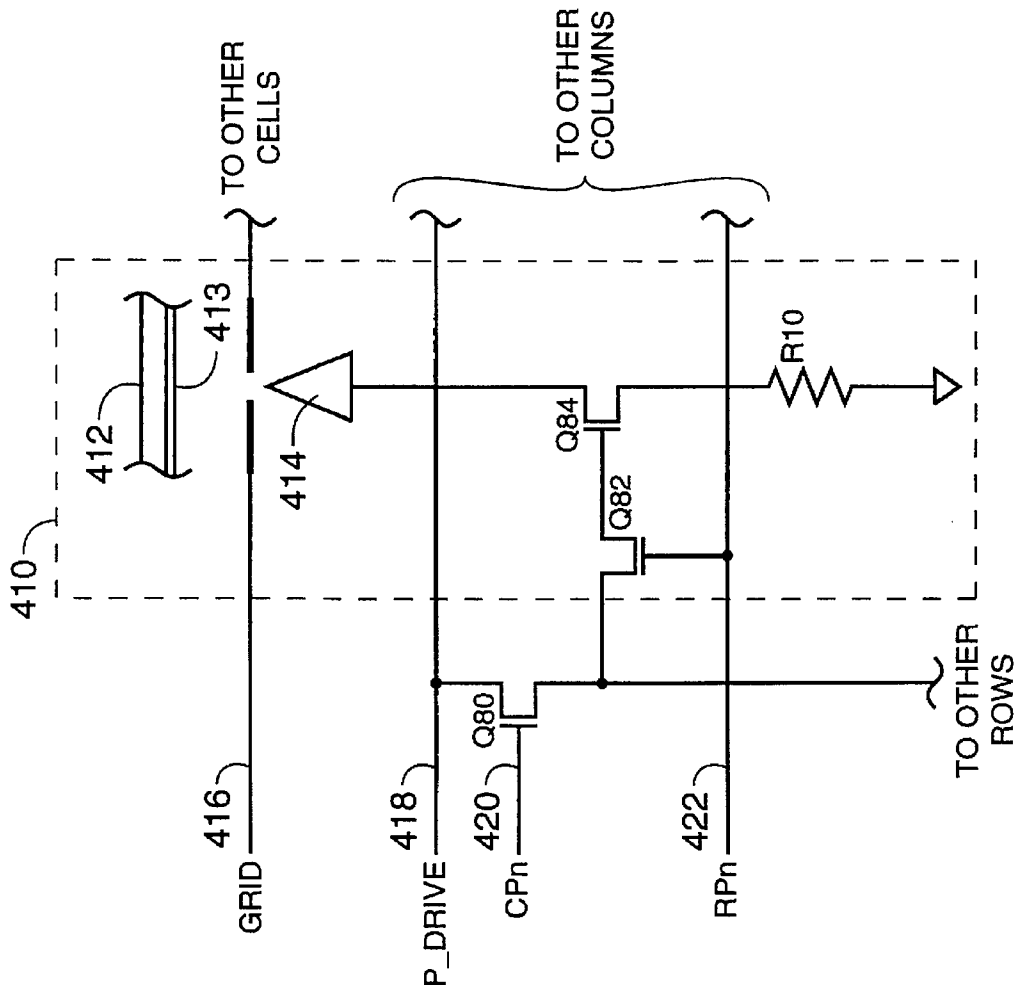 410
412
413
414
TO OTHER
CELLS
416
GRID
TO OTHER
COLUMNS
418
P_DRIVE
Q80
420
CPn
Q84
Q82
422
RPn
R10
TO OTHER
ROWS